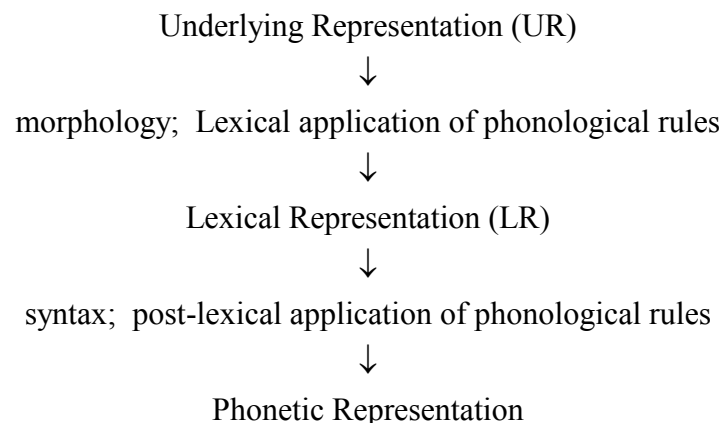 Underlying Representation (UR)
↓
morphology; Lexical application of phonological rules
↓
Lexical Representation (LR)
↓
syntax; post-lexical application of phonological rules
↓
Phonetic Representation